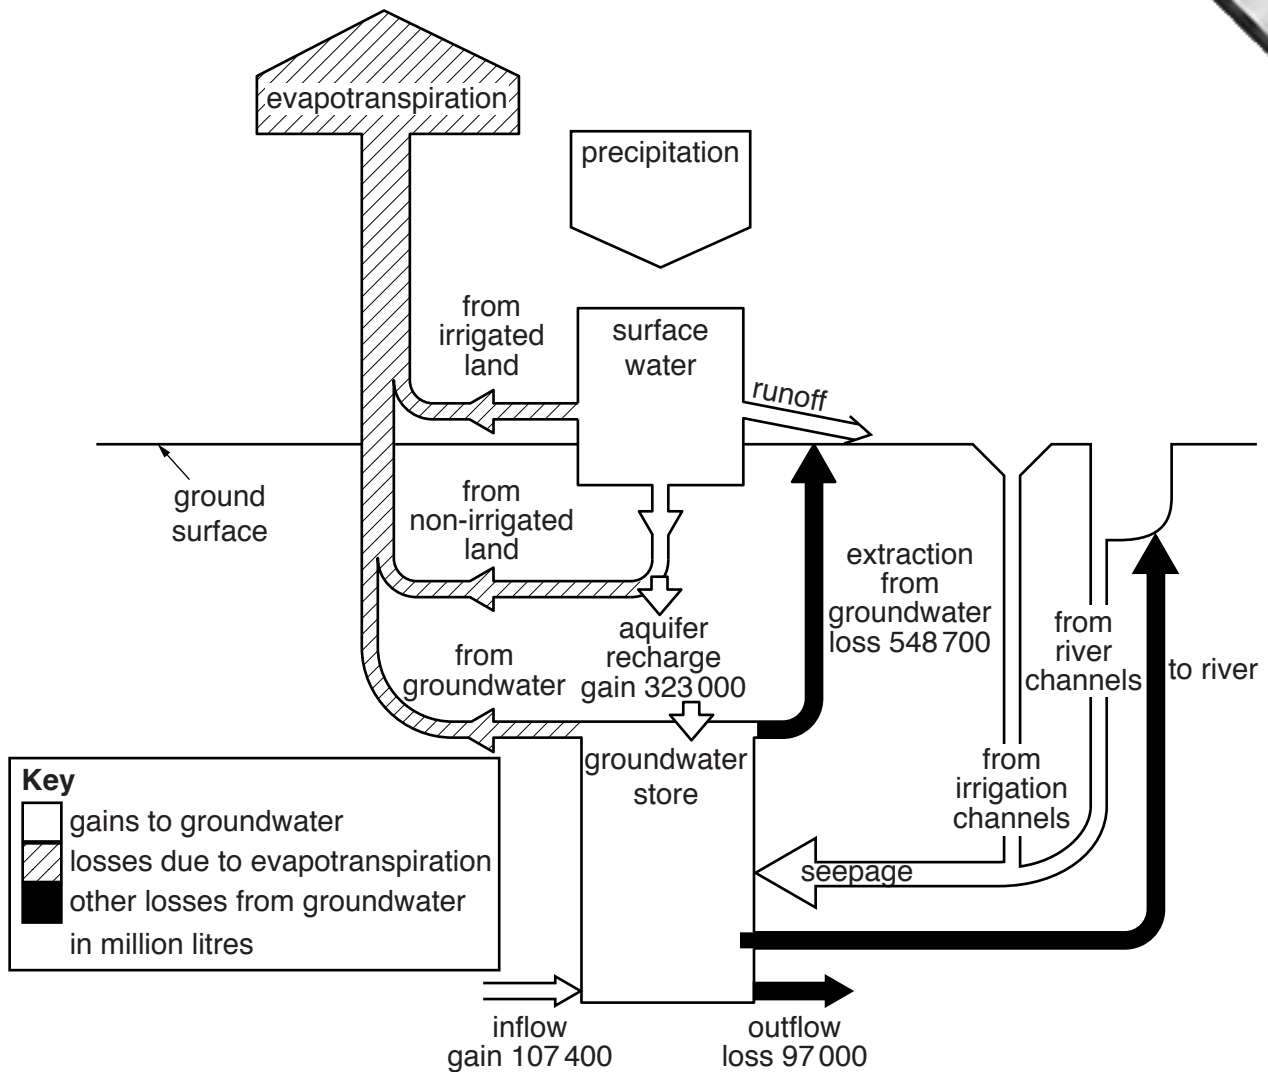 evapotranspiration
precipitation
from
irrigated
land
surface
water
runoff
ground
surface
from
non-irrigated
land
extraction
from
groundwater
loss 548 700
aquifer
recharge
gain 323 000
from
groundwater
from
river
channels
to river
groundwater
store
from
irrigation
channels
seepage
Key
gains to groundwater
losses due to evapotranspiration
other losses from groundwater
in million litres
inflow
gain 107 400
outflow
loss 97 000